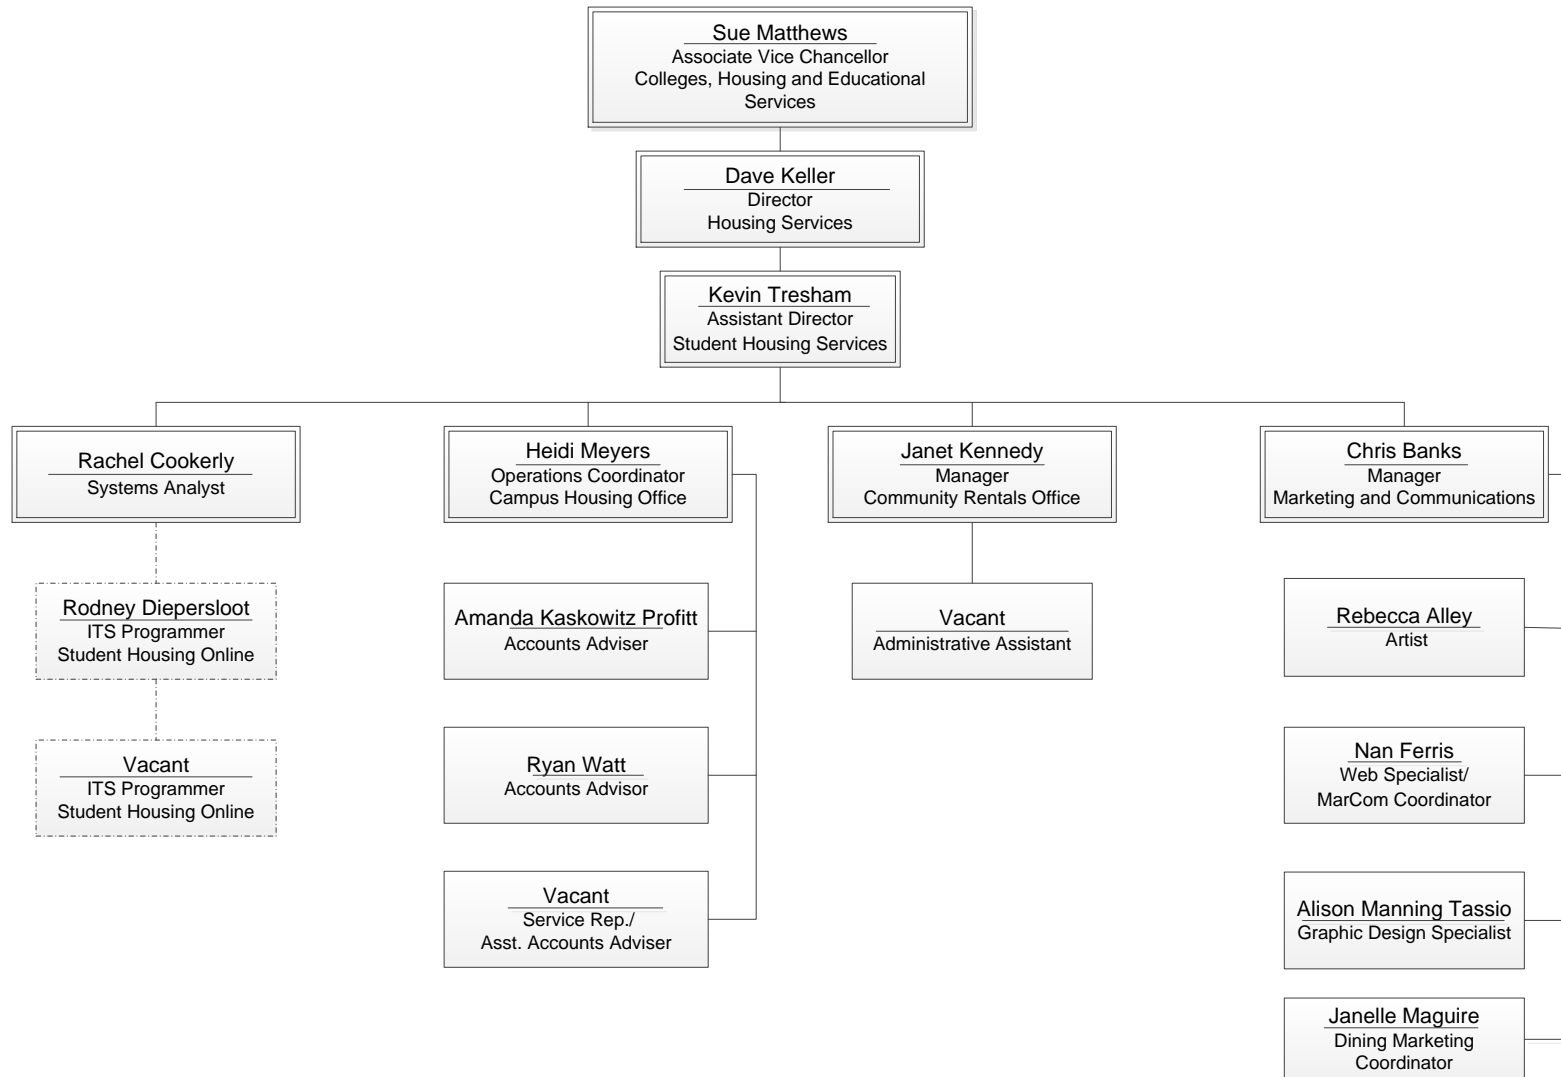 Sue Matthews
Associate Vice Chancellor
Colleges, Housing and Educational
Services
Dave Keller
Director
Housing Services
Kevin Tresham
Assistant Director
Student Housing Services
Rachel Cookerly
Systems Analyst
Heidi Meyers
Operations Coordinator
Campus Housing Office
Janet Kennedy
Manager
Community Rentals Office
Chris Banks
Manager
Marketing and Communications
Rodney Diepersloot
ITS Programmer
Student Housing Online
Amanda Kaskowitz Profitt
Accounts Adviser
Vacant
Administrative Assistant
Rebecca Alley
Artist
Vacant
ITS Programmer
Student Housing Online
Ryan Watt
Accounts Advisor
Nan Ferris
Web Specialist/
MarCom Coordinator
Vacant
Service Rep./
Asst. Accounts Adviser
Alison Manning Tassio
Graphic Design Specialist
Janelle Maguire
Dining Marketing
Coordinator